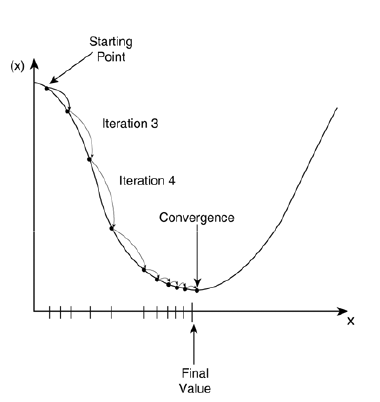 Starting
Point
(x)
Iteration 3
Iteration 4
Convergence
x
Final
Value